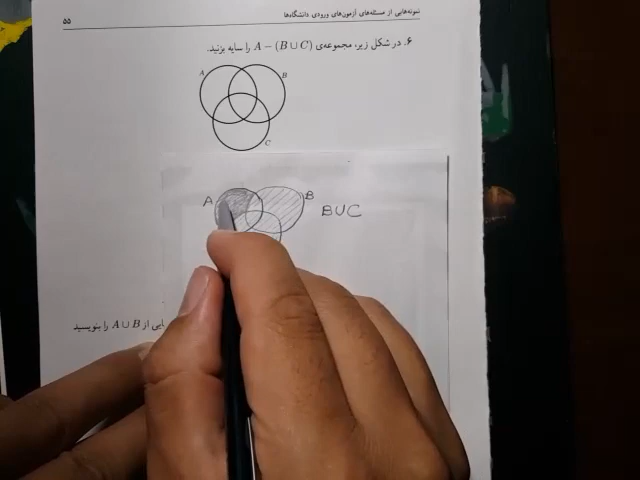 نمونه‌هایی از مسئله‌های آزمون‌های ورودی دانشگاه‌ها ۵۵
۶. در شکل زیر، مجموعه‌ی A − (B ∪ C) را سایه بزنید.
A B
C
A B B∪C
از A ∪ B را بنویسید